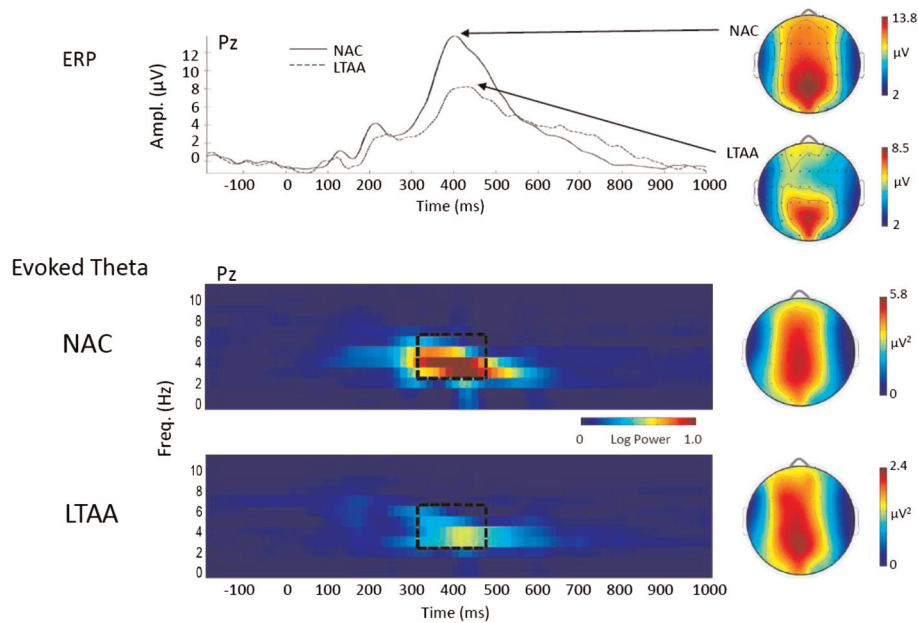 ERP
Pz
NAC
LTAA
Ampl. (µV)
12
10
8
6
4
2
0
-100 0 100 200 300 400 500 600 700 800 900 1000
Time (ms)
NAC
13.8
µV
2
LTAA
8.5
µV
2
Evoked Theta
Pz
NAC
10
8
6
4
2
0
5.8
µV²
0
Freq. (Hz)
0 Log Power 1.0
LTAA
10
8
6
4
2
0
2.4
µV²
0
-100 0 100 200 300 400 500 600 700 800 900 1000
Time (ms)